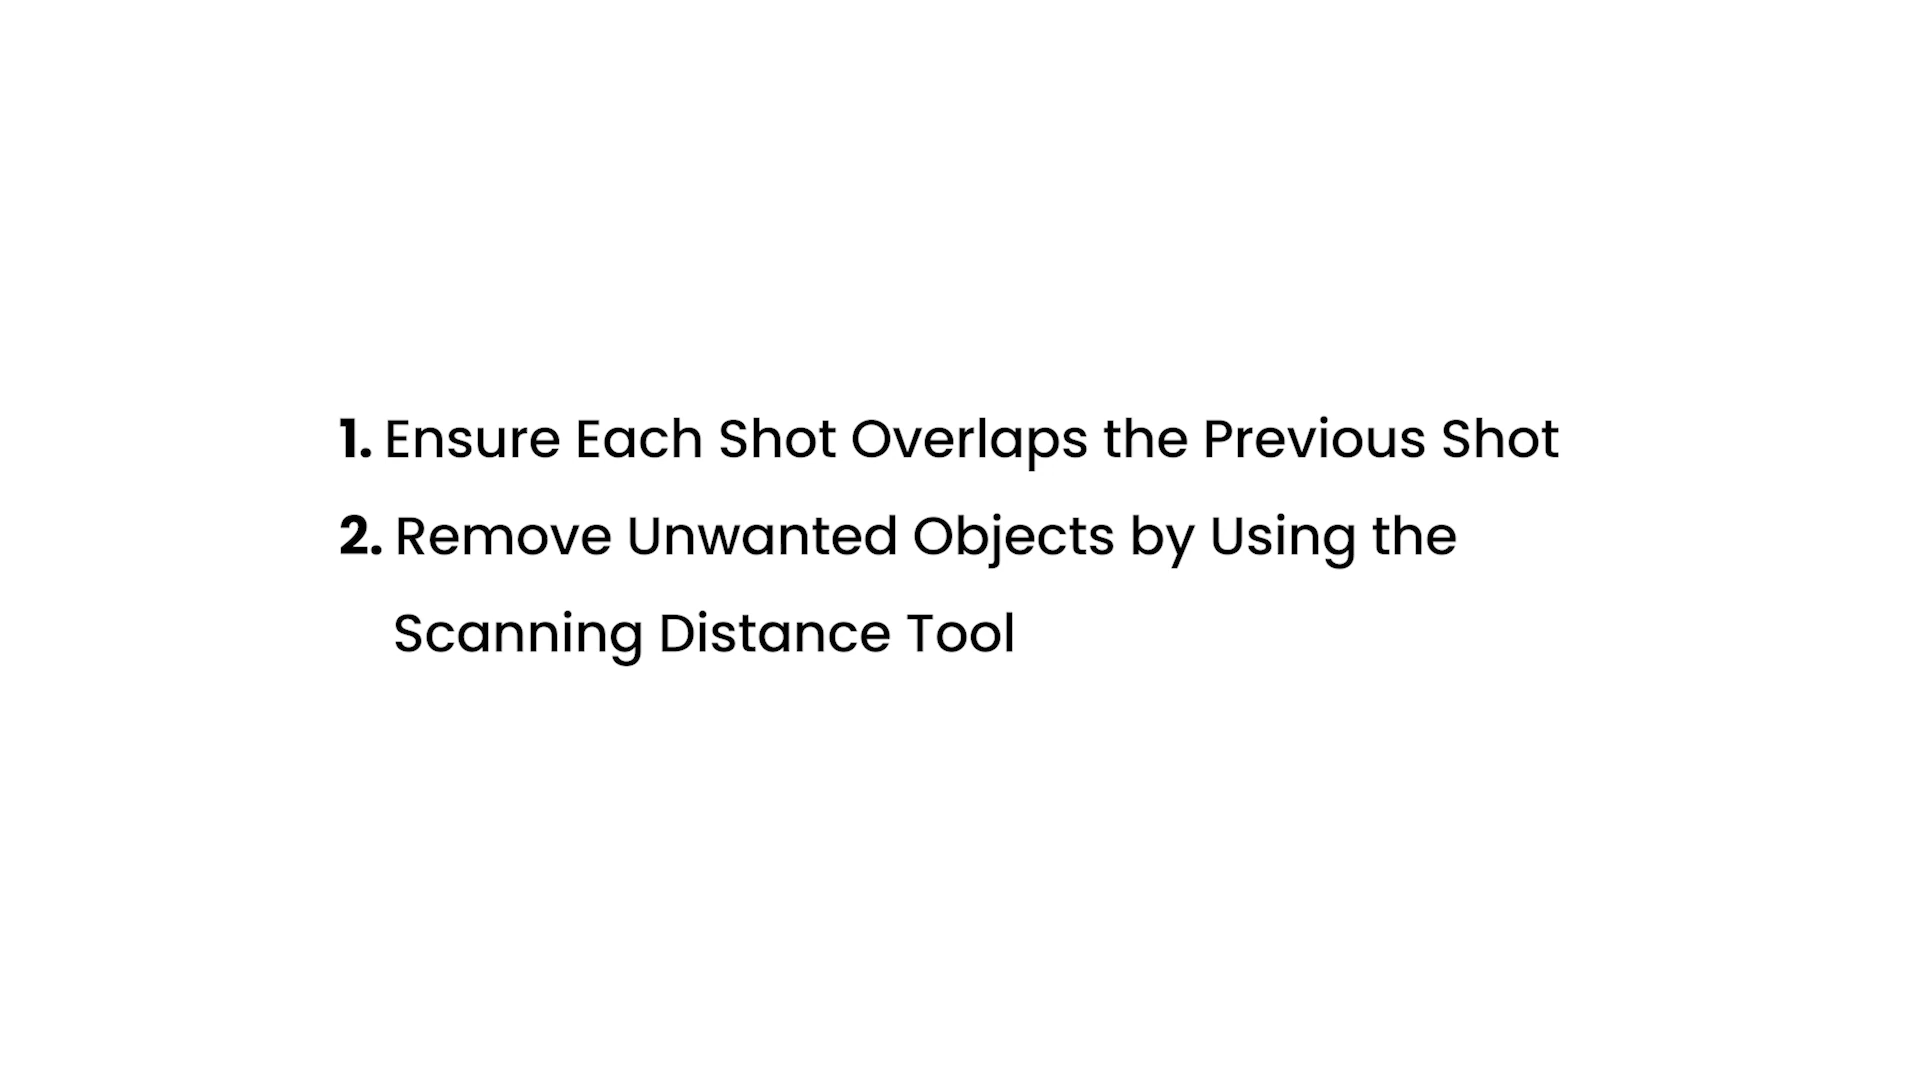 1. Ensure Each Shot Overlaps the Previous Shot
2. Remove Unwanted Objects by Using the
Scanning Distance Tool